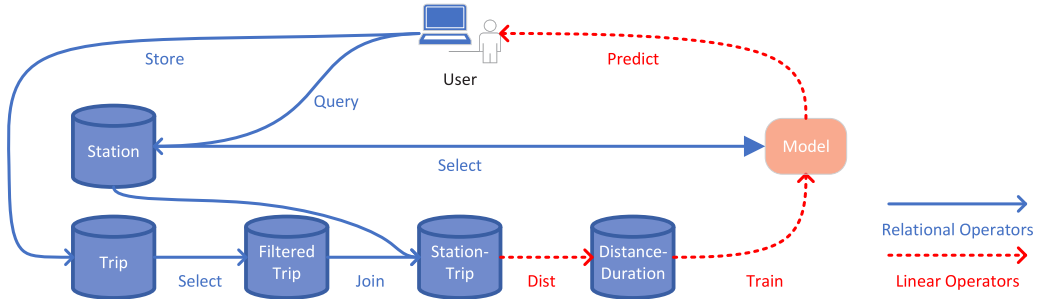 Store
User
Predict
Query
Station
Select
Model
Trip
Select
Filtered
Trip
Join
Station-
Trip
Dist
Distance-
Duration
Train
Relational Operators
Linear Operators